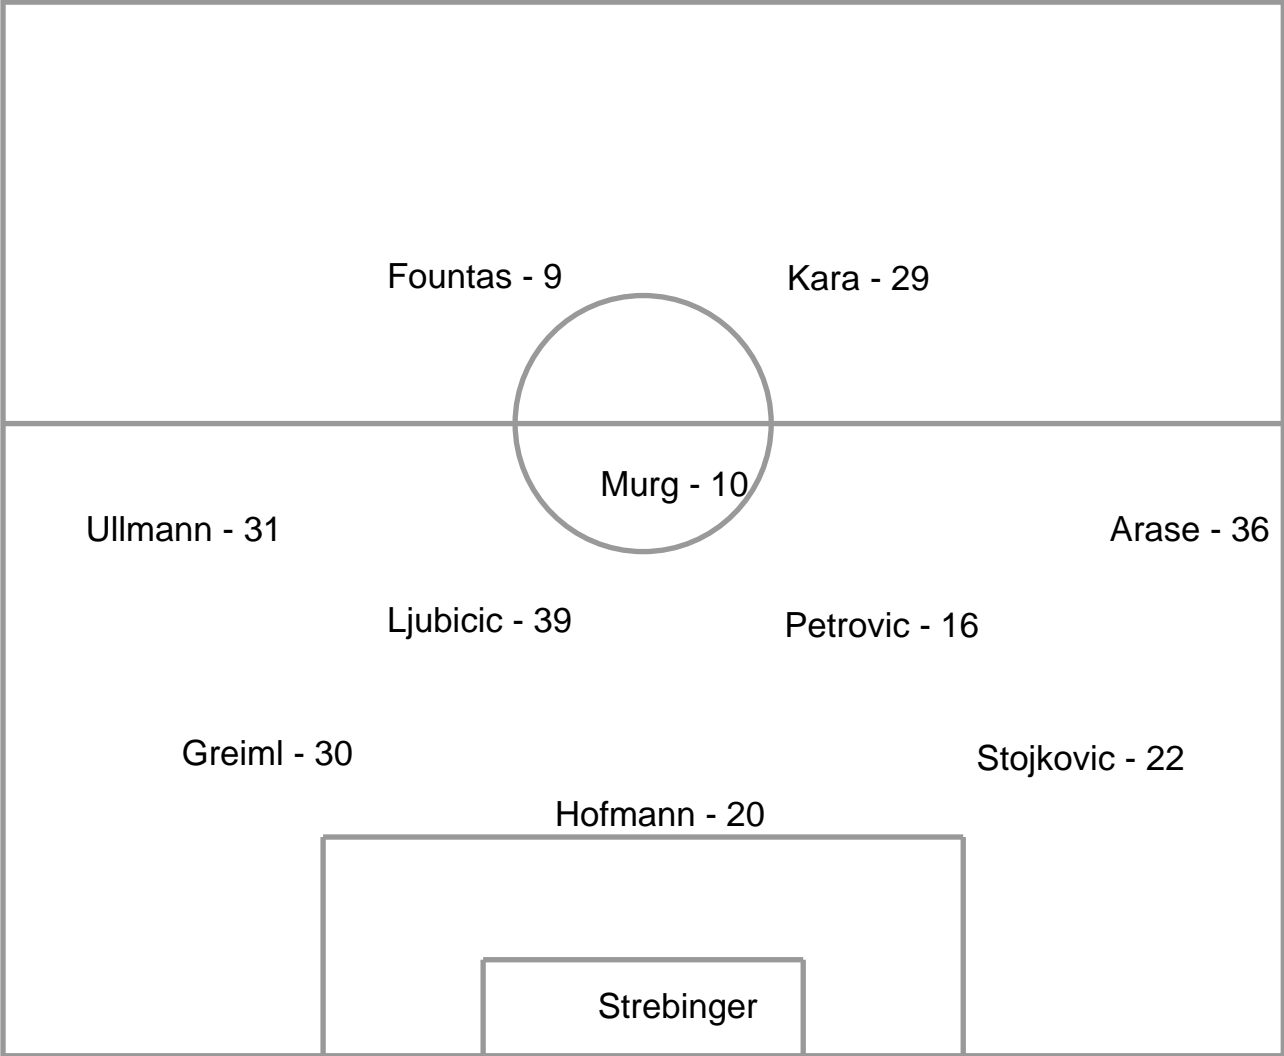 Fountas - 9
Kara - 29
Murg - 10
Ullmann - 31
Arase - 36
Ljubicic - 39
Petrovic - 16
Greiml - 30
Stojkovic - 22
Hofmann - 20
Strebinger